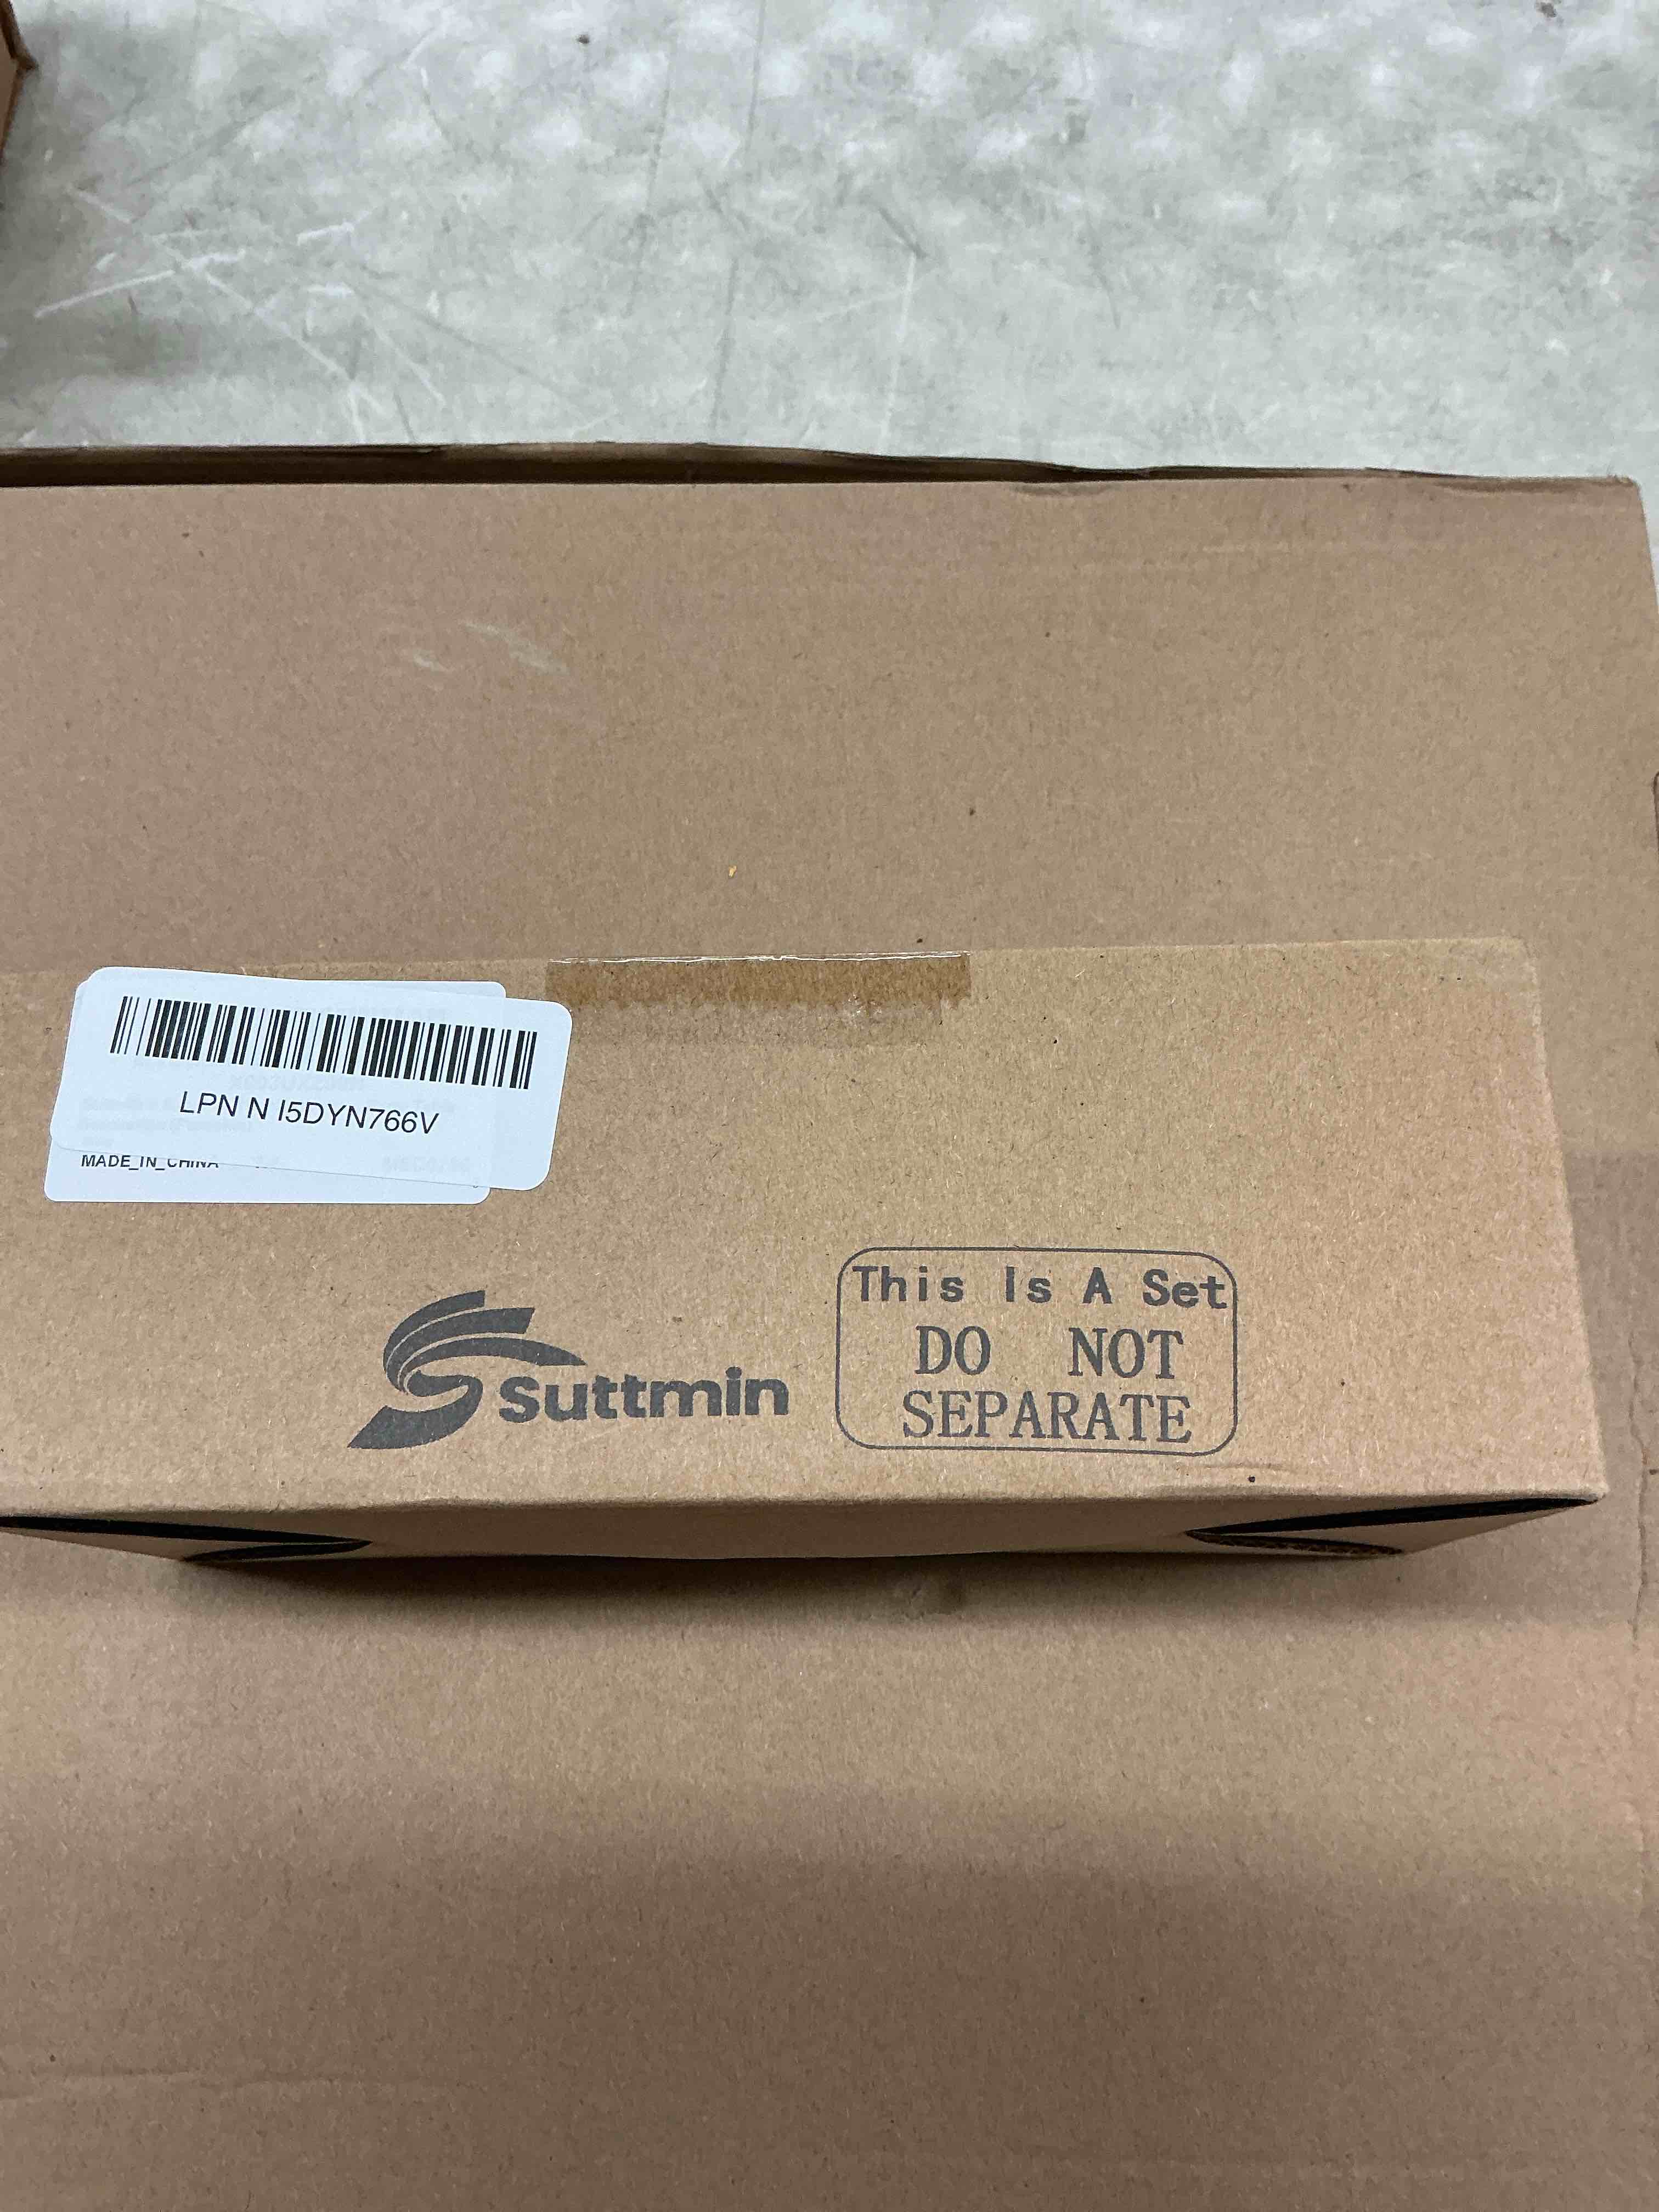 LPN N I5DYN766V
MADE_IN_CHINA
suttmin
This Is A Set
DO NOT
SEPARATE